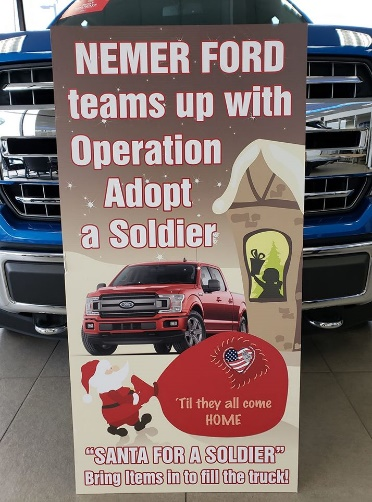 NEMER FORD
teams up with
Operation
Adopt
a Soldier
Ford
'Til they all come
HOME
"SANTA FOR A SOLDIER"
Bring Items in to fill the truck!